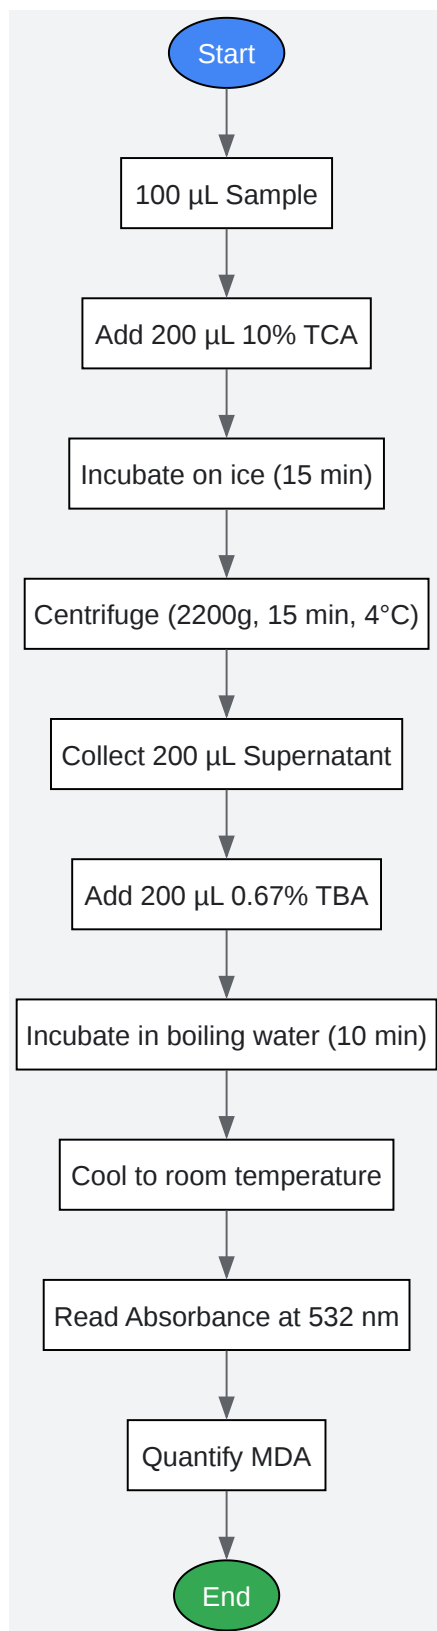 Start
100 µL Sample
Add 200 µL 10% TCA
Incubate on ice (15 min)
Centrifuge (2200g, 15 min, 4°C)
Collect 200 µL Supernatant
Add 200 µL 0.67% TBA
Incubate in boiling water (10 min)
Cool to room temperature
Read Absorbance at 532 nm
Quantify MDA
End